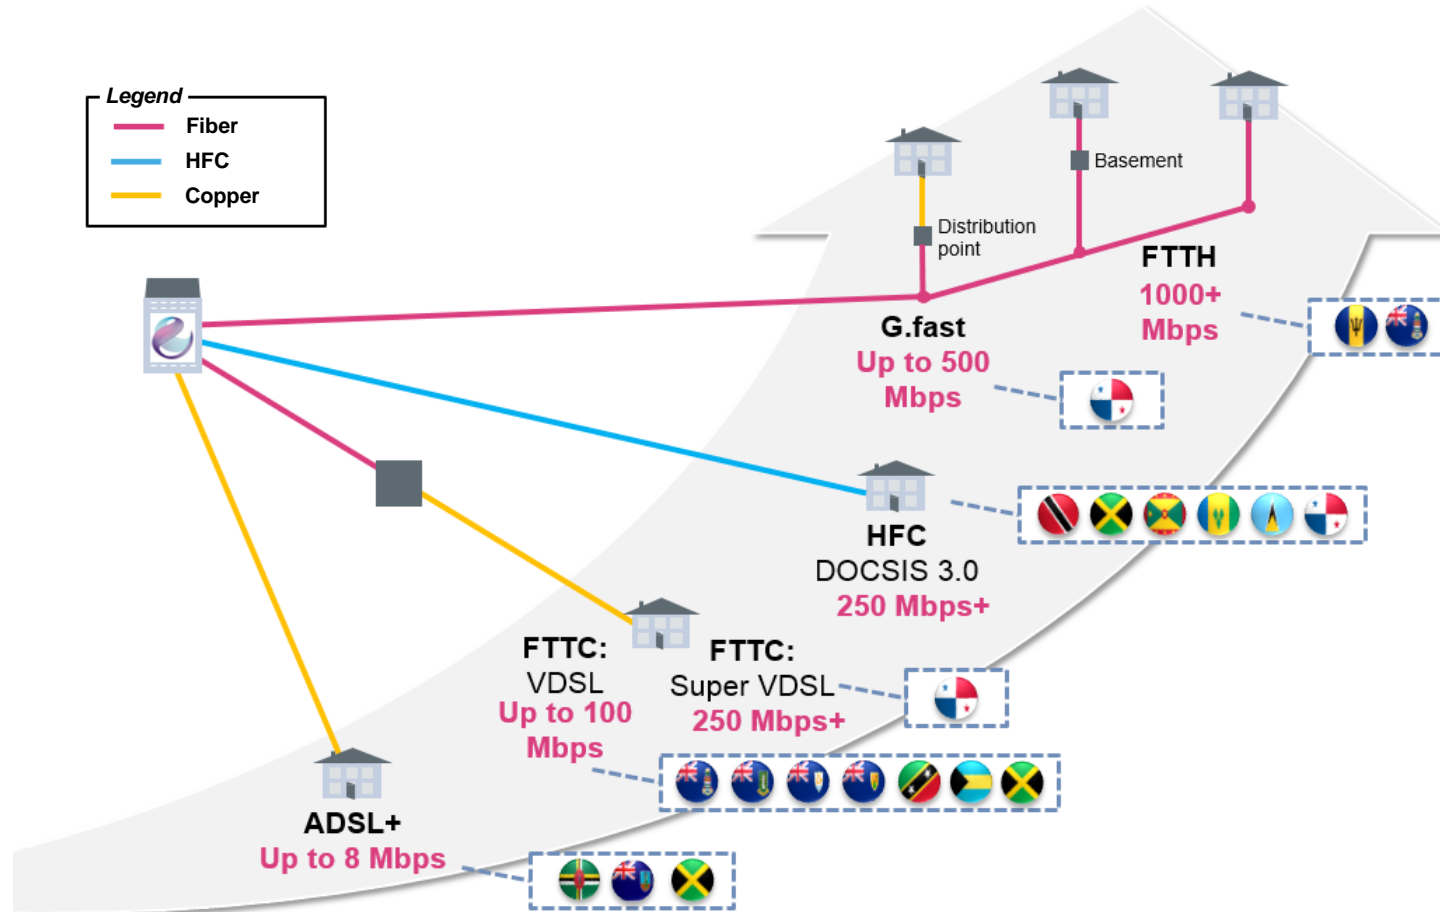 Legend
Fiber
HFC
Copper
Basement
Distribution
point
FTTH
1000+
Mbps
G.fast
Up to 500
Mbps
HFC
DOCSIS 3.0
250 Mbps+
FTTC:
VDSL
Up to 100
Mbps
FTTC:
Super VDSL
250 Mbps+
ADSL+
Up to 8 Mbps